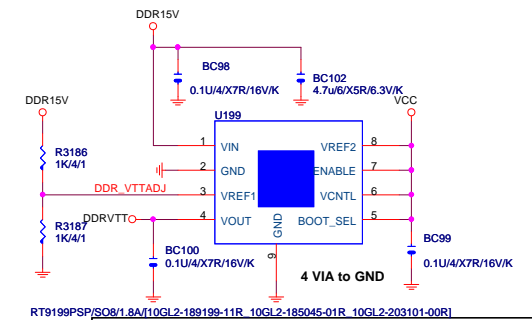 DDR15V
BC98
0.1U/4/X7R/16V/K
BC102
4.7u/6/X5R/6.3V/K
DDR15V
VCC
U199
R3186
1K/4/1
1 VIN VREF2 8
2 GND ENABLE 7
DDR_VTTADJ 3 VREF1 VCNTL 6
R3187
1K/4/1
DDRVTT 4 VOUT BOOT_SEL 5
GND
9
BC100
0.1U/4/X7R/16V/K
BC99
0.1U/4/X7R/16V/K
4 VIA to GND
RT9199PSP/SO8/1.8A/[10GL2-189199-11R_10GL2-185045-01R_10GL2-203101-00R]